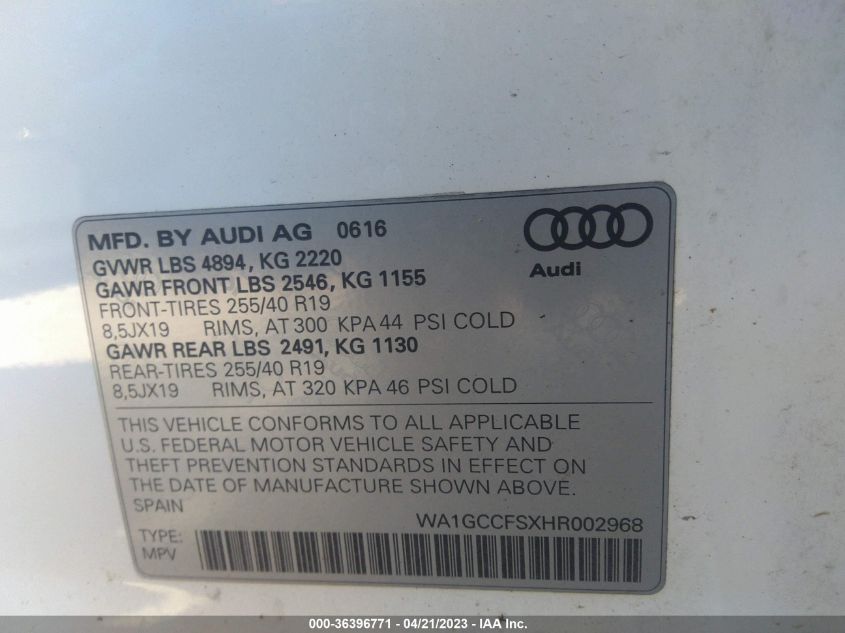 MFD. BY AUDI AG 0616
GVWR LBS 4894, KG 2220
GAWR FRONT LBS 2546, KG 1155
FRONT-TIRES 255/40 R19
8,5JX19 RIMS, AT 300 KPA 44 PSI COLD
GAWR REAR LBS 2491, KG 1130
REAR-TIRES 255/40 R19
8,5JX19 RIMS, AT 320 KPA 46 PSI COLD
Audi
THIS VEHICLE CONFORMS TO ALL APPLICABLE
U.S. FEDERAL MOTOR VEHICLE SAFETY AND
THEFT PREVENTION STANDARDS IN EFFECT ON
THE DATE OF MANUFACTURE SHOWN ABOVE.
SPAIN
WA1GCCFSXHR002968
TYPE:
MPV
000-36396771 - 04/21/2023 - IAA Inc.